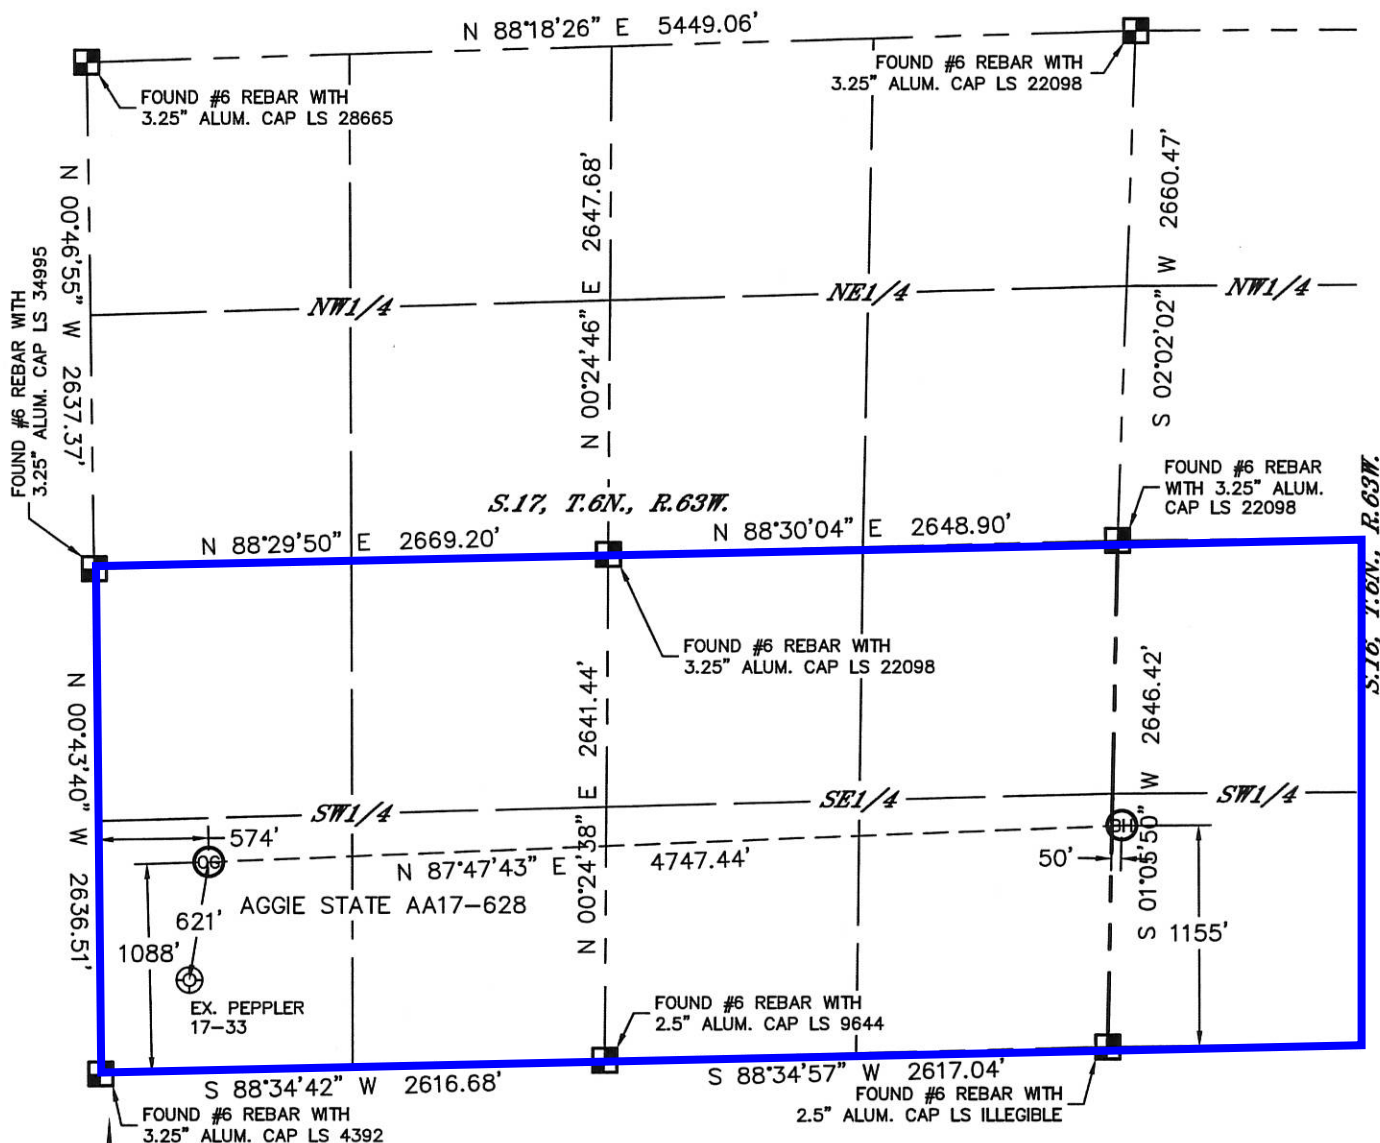 N 88°18'26" E 5449.06'
FOUND #6 REBAR WITH
3.25" ALUM. CAP LS 28665
FOUND #6 REBAR WITH
3.25" ALUM. CAP LS 22098
N 00°46'55" W 2637.37'
N 00°24'46" E 2647.68'
S 02°02'02" W 2660.47'
NW1/4
NE1/4
NW1/4
FOUND #6 REBAR WITH
3.25" ALUM. CAP LS 34995
S.17, T.6N., R.63W.
FOUND #6 REBAR
WITH 3.25" ALUM.
CAP LS 22098
S.16, T.6N., R.63W.
N 88°29'50" E 2669.20'
N 88°30'04" E 2648.90'
FOUND #6 REBAR WITH
3.25" ALUM. CAP LS 22098
N 00°43'40" W 2636.51'
N 00°24'38" E 2641.44'
S 01°05'50" W 2646.42'
SW1/4
SE1/4
SW1/4
574'
OG
N 87°47'43" E 4747.44'
BH
50'
AGGIE STATE AA17-628
621'
1088'
1155'
EX. PEPPLER
17-33
FOUND #6 REBAR WITH
2.5" ALUM. CAP LS 9644
S 88°34'42" W 2616.68'
S 88°34'57" W 2617.04'
FOUND #6 REBAR WITH
3.25" ALUM. CAP LS 4392
FOUND #6 REBAR WITH
2.5" ALUM. CAP LS ILLEGIBLE